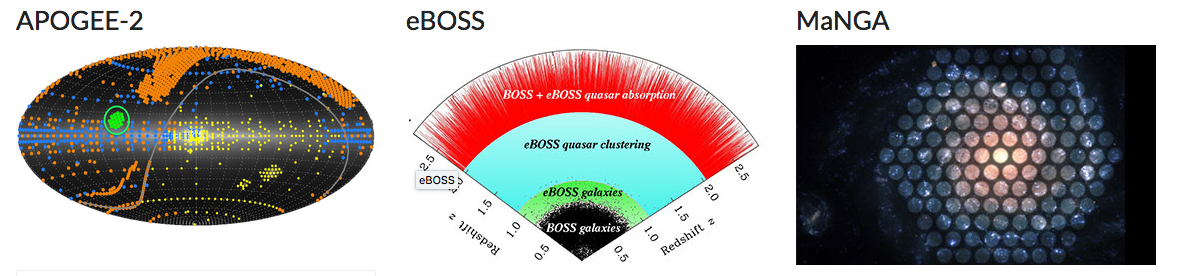 APOGEE-2
eBOSS
MaNGA
BOSS + eBOSS quasar absorption
eBOSS quasar clustering
eBOSS galaxies
BOSS galaxies
2.5
eBOSS
1.5
1.0
0.5
Redshift z
0.5
1.0
1.5
2.0
2.5
Redshift z